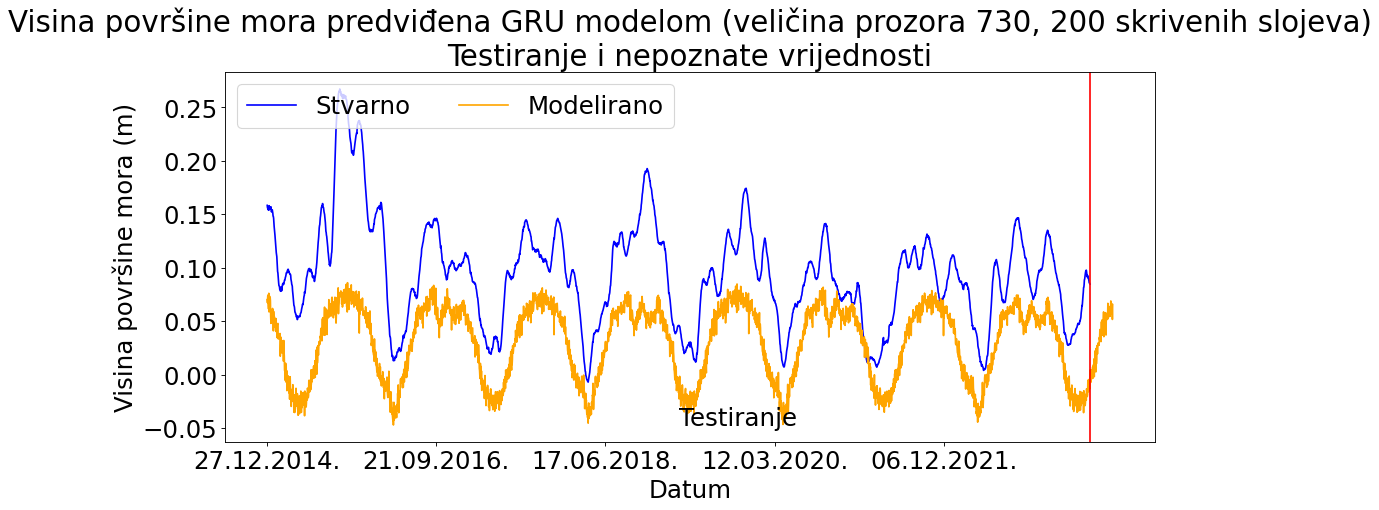 Visina površine mora predviđena GRU modelom (veličina prozora 730, 200 skrivenih slojeva)
Testiranje i nepoznate vrijednosti
Stvarno Modelirano
Visina površine mora (m)
0.25
0.20
0.15
0.10
0.05
0.00
−0.05
Testiranje
27.12.2014. 21.09.2016. 17.06.2018. 12.03.2020. 06.12.2021.
Datum